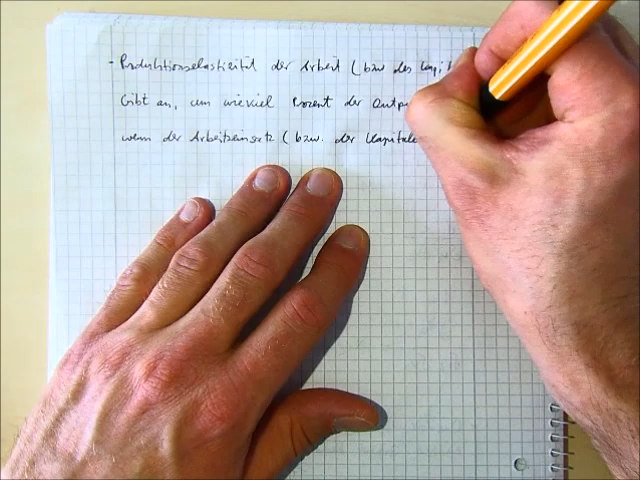 - Produktionselastizität der Arbeit (bzw des Kapit
Gibt an, um wieviel Prozent der Outpu
wenn der Arbeitseinsatz (bzw. der Kapitale